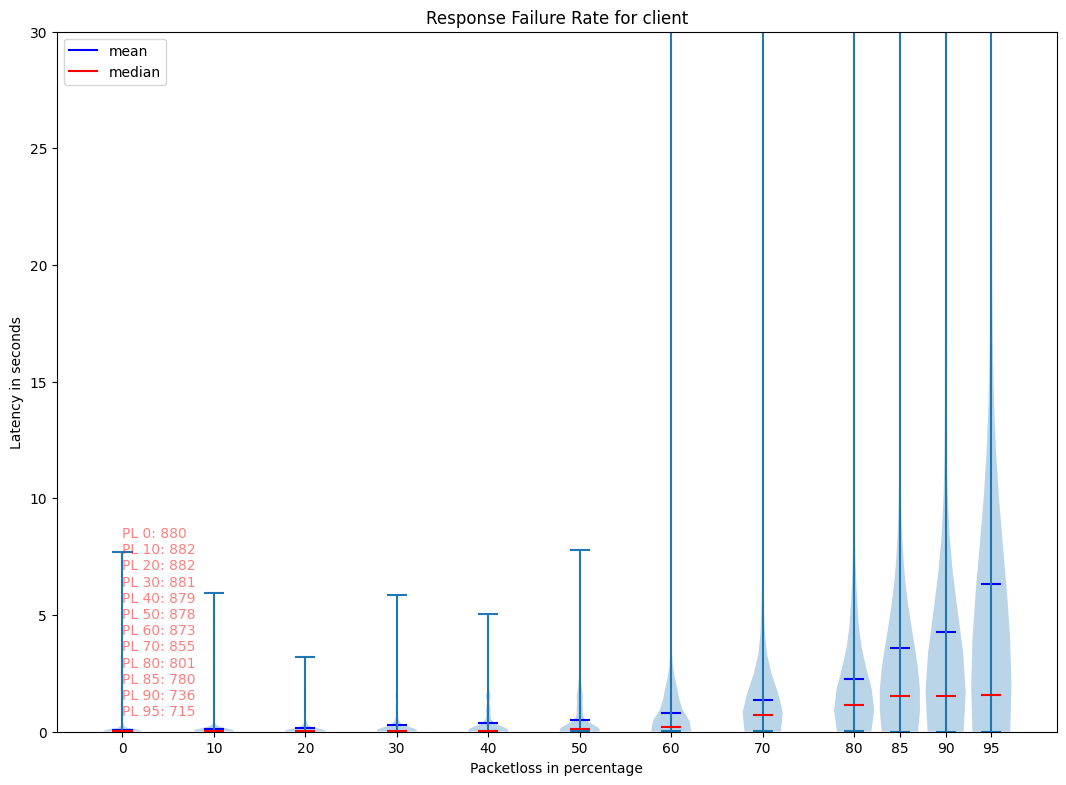 Response Failure Rate for client
mean
median
30
25
20
15
10
5
0
Latency in seconds
PL 0: 880
PL 10: 882
PL 20: 882
PL 30: 881
PL 40: 879
PL 50: 878
PL 60: 873
PL 70: 855
PL 80: 801
PL 85: 780
PL 90: 736
PL 95: 715
0 10 20 30 40 50 60 70 80 85 90 95
Packetloss in percentage